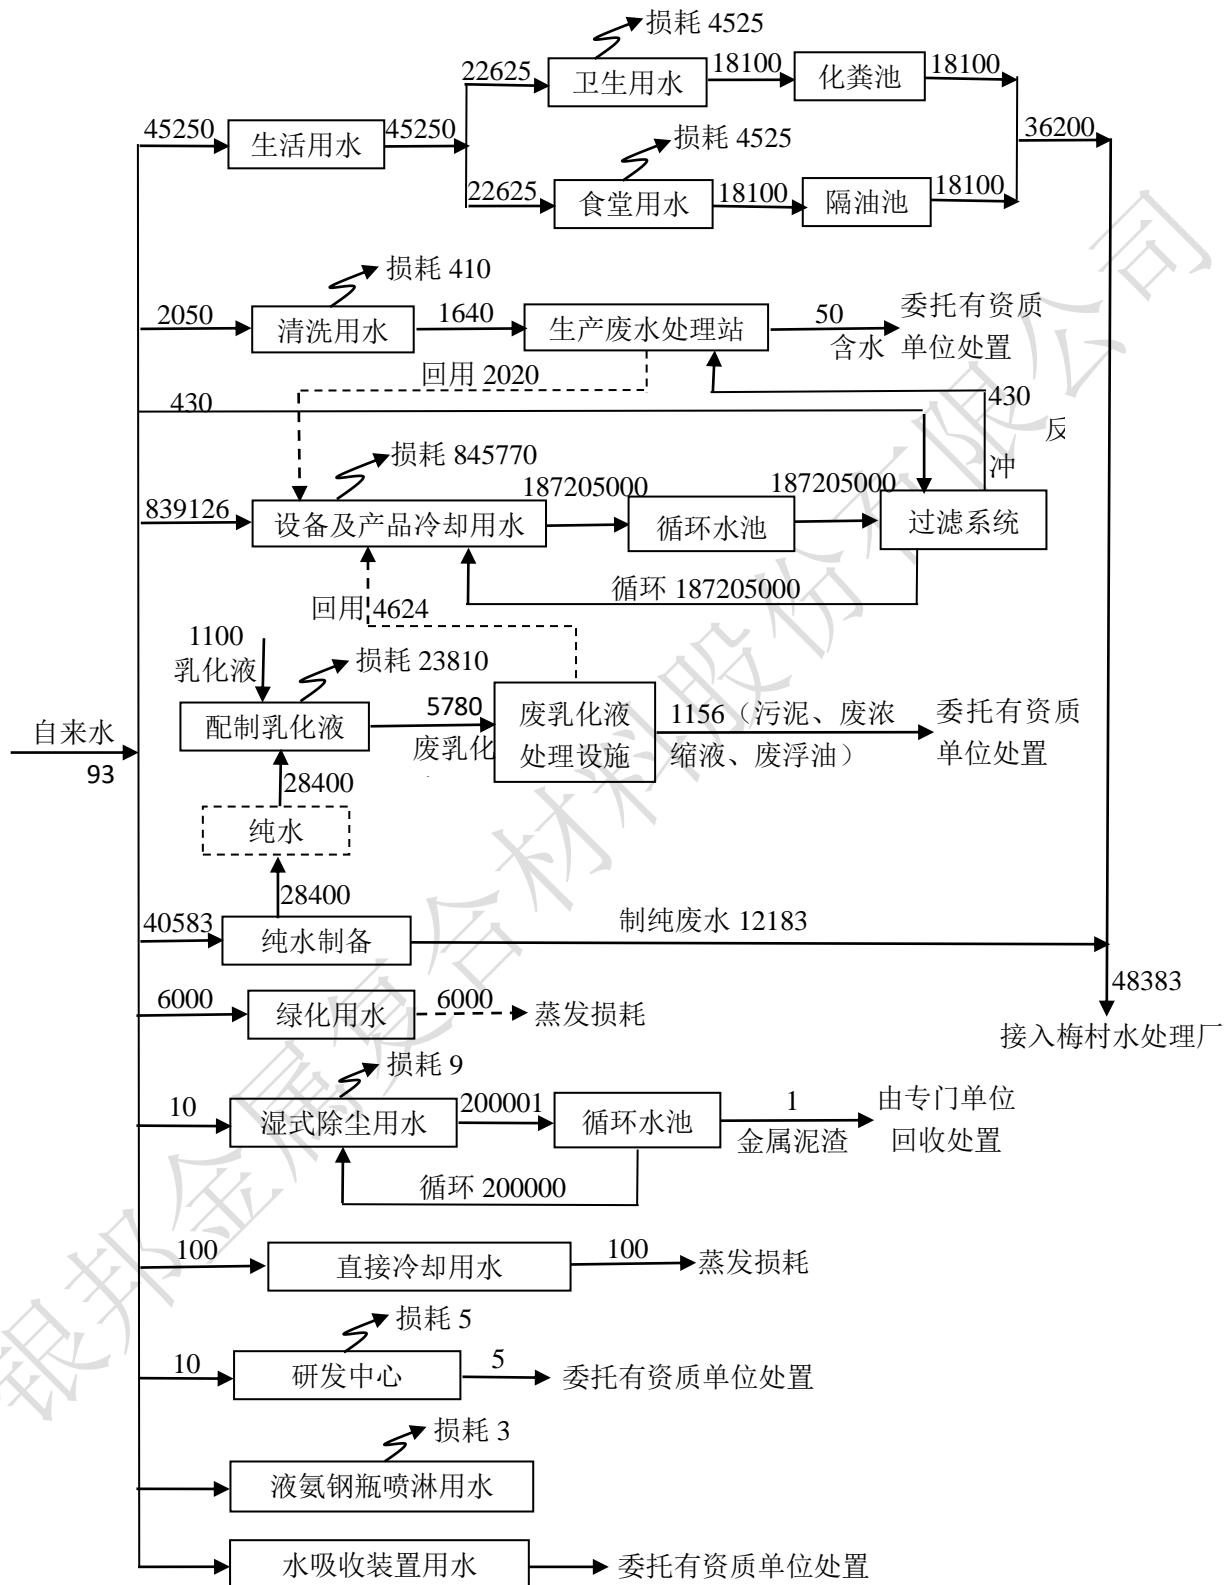 损耗 4525
22625
卫生用水
18100
化粪池
18100
45250
生活用水
45250
36200
损耗 4525
22625
食堂用水
18100
隔油池
18100
损耗 410
2050
清洗用水
1640
生产废水处理站
50
含水
委托有资质
单位处置
回用 2020
430
430
反
冲
损耗 845770
839126
设备及产品冷却用水
187205000
循环水池
187205000
过滤系统
循环 187205000
回用 4624
1100
乳化液
损耗 23810
配制乳化液
5780
废乳化
废乳化液
处理设施
1156（污泥、废浓
缩液、废浮油）
委托有资质
单位处置
自来水
93
28400
纯水
28400
40583
纯水制备
制纯废水 12183
48383
接入梅村水处理厂
6000
绿化用水
6000
蒸发损耗
损耗 9
10
湿式除尘用水
200001
循环水池
1
金属泥渣
由专门单位
回收处置
循环 200000
100
直接冷却用水
100
蒸发损耗
损耗 5
10
研发中心
5
委托有资质单位处置
损耗 3
液氨钢瓶喷淋用水
水吸收装置用水
委托有资质单位处置
银邦金属复合材料股份有限公司